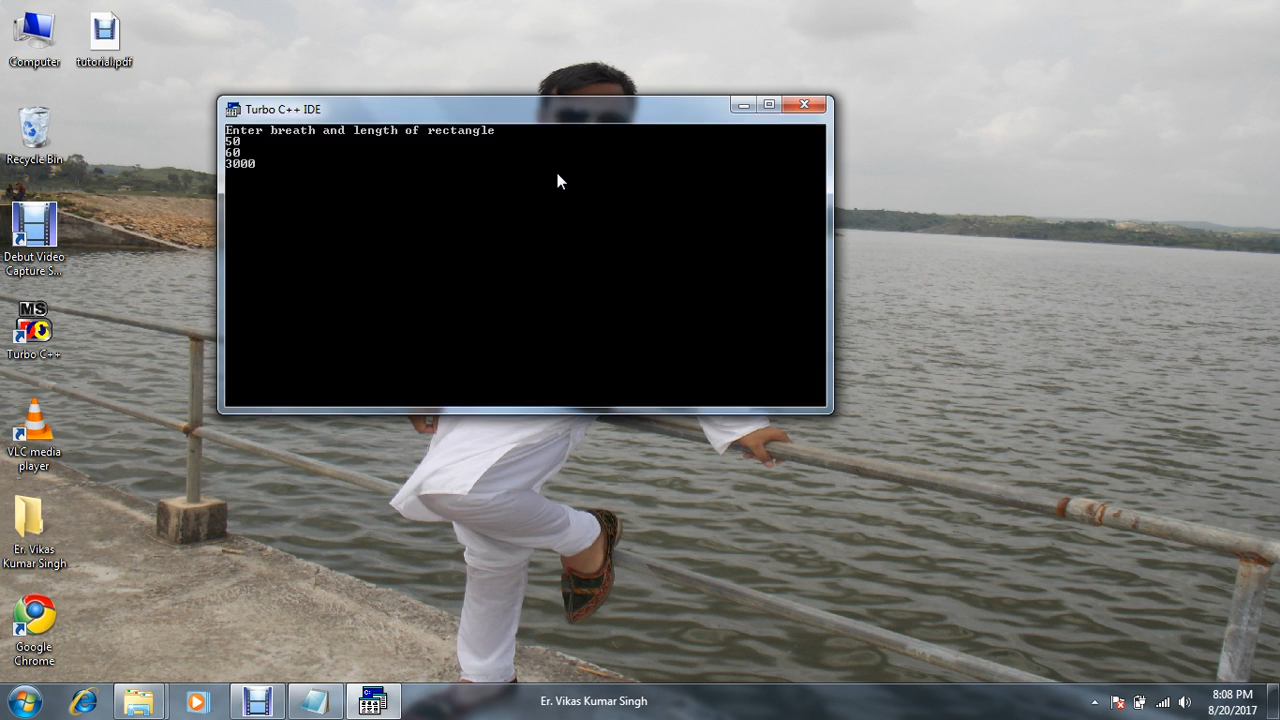 Computer
tutorial.pdf
Recycle Bin
Debut Video
Capture S...
MS
Turbo C++
VLC media
player
Er. Vikas
Kumar Singh
Google
Chrome
Turbo C++ IDE
Enter breath and length of rectangle
50
60
3000
Er. Vikas Kumar Singh
8:08 PM
8/20/2017